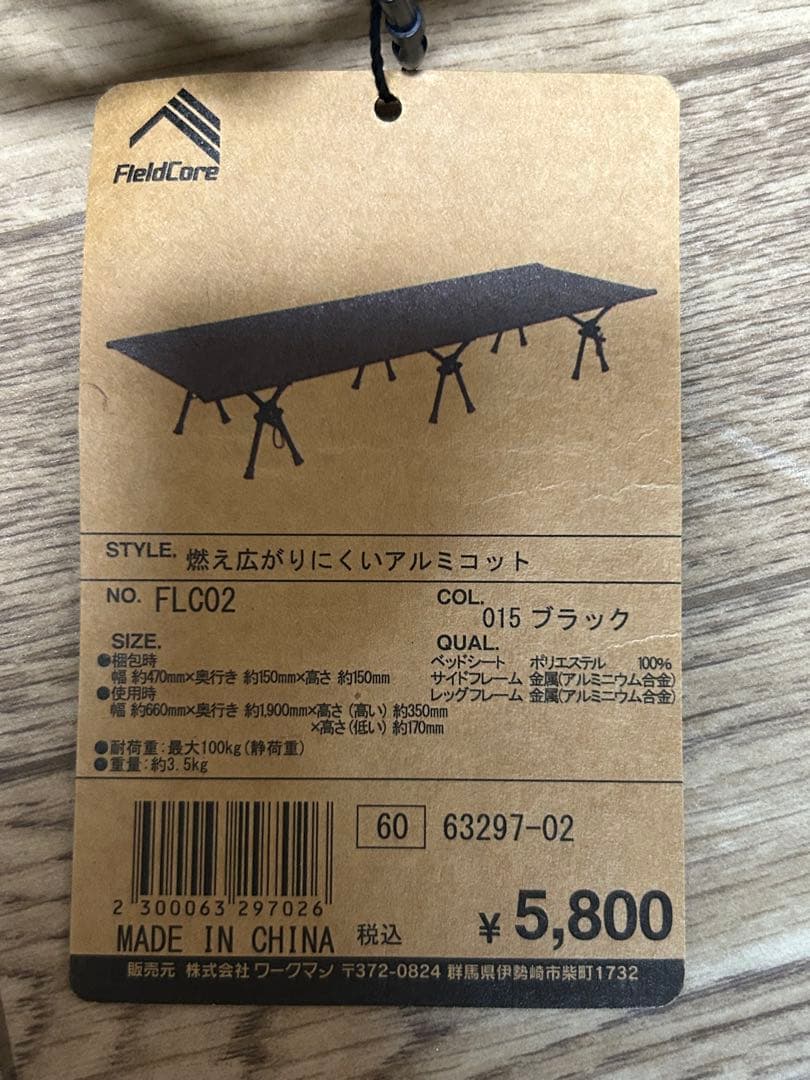 FieldCore
STYLE. 燃え広がりにくいアルミコット
NO. FLC02
COL. 015 ブラック
SIZE.
●梱包時
幅 約470mm×奥行き 約150mm×高さ 約150mm
●使用時
幅 約660mm×奥行き 約1,900mm×高さ(高い) 約350mm
×高さ(低い) 約170mm
●耐荷重:最大100kg(静荷重)
●重量:約3.5kg
QUAL.
ベッドシート ポリエステル 100%
サイドフレーム 金属(アルミニウム合金)
レッグフレーム 金属(アルミニウム合金)
60 63297-02
2 300063 297026
MADE IN CHINA
税込 ¥5,800
販売元 株式会社 ワークマン 〒372-0824 群馬県伊勢崎市柴町1732